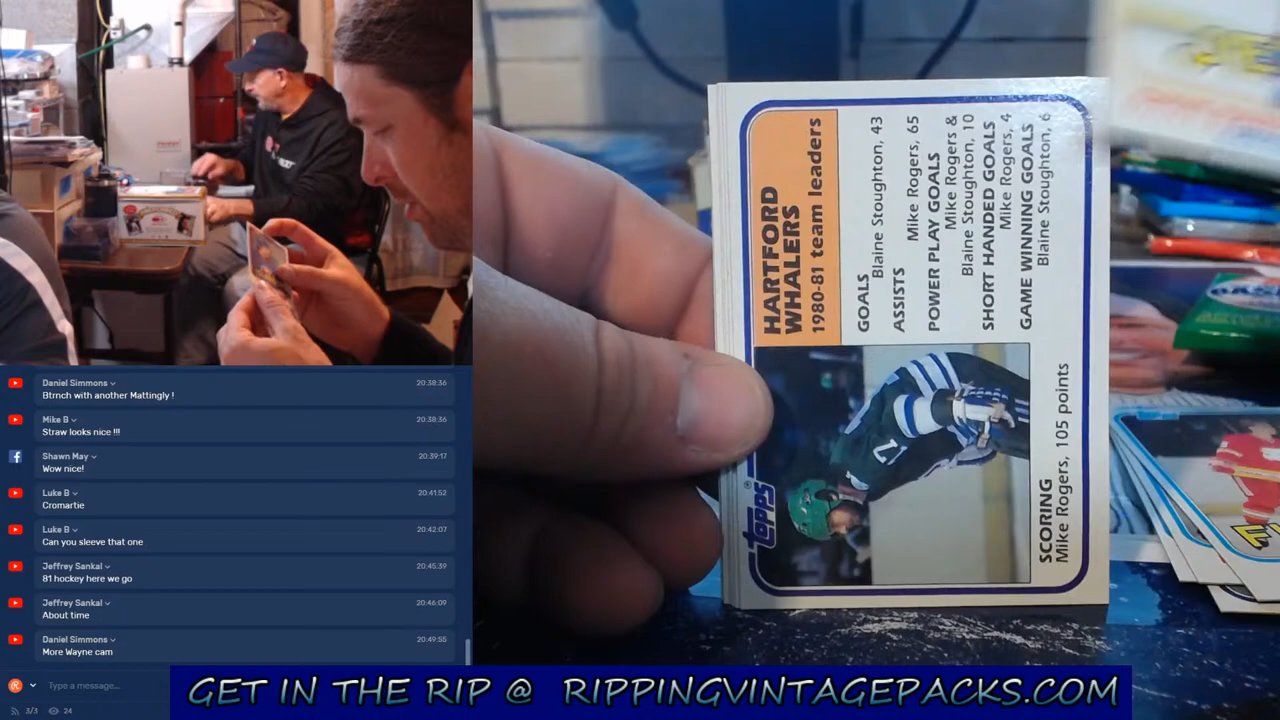 Daniel Simmons
20:38:36
Btrnch with another Mattingly !
Mike B
20:38:36
Straw looks nice !!!
Shawn May
20:39:17
Wow nice!
Luke B
20:41:52
Cromartie
Luke B
20:42:07
Can you sleeve that one
Jeffrey Sankal
20:45:39
81 hockey here we go
Jeffrey Sankal
20:46:09
About time
Daniel Simmons
20:49:55
More Wayne cam
Type a message...
3/3
24
HARTFORD
WHALERS
1980-81 team leaders
GOALS
Blaine Stoughton, 43
ASSISTS
Mike Rogers, 65
POWER PLAY GOALS
Mike Rogers &
Blaine Stoughton, 10
SHORT HANDED GOALS
Mike Rogers, 4
GAME WINNING GOALS
Blaine Stoughton, 6
topps®
17
SCORING
Mike Rogers, 105 points
GET IN THE RIP @ RIPPINGVINTAGEPACKS.COM